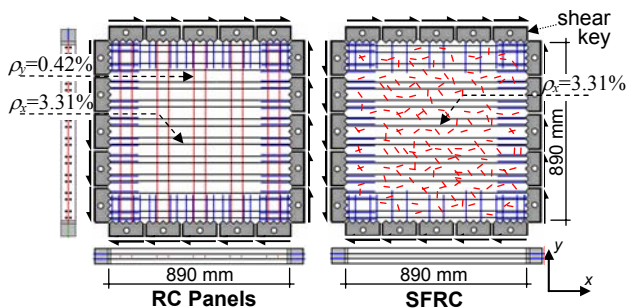 shear
key
ρy=0.42%
ρx=3.31%
ρx=3.31%
890 mm
890 mm
890 mm
y
x
RC Panels
SFRC